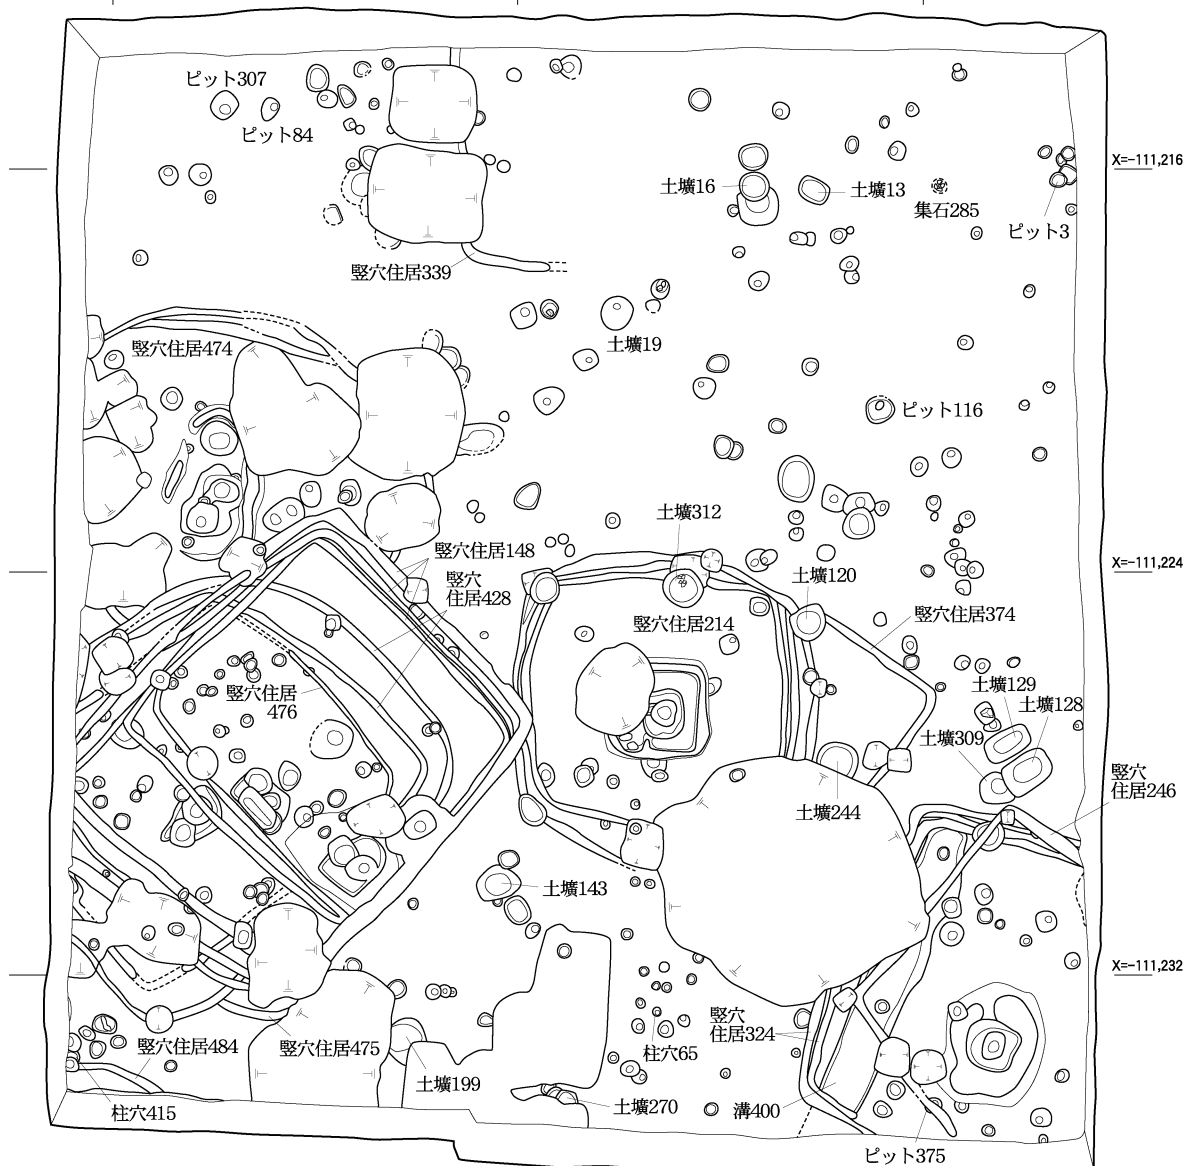 ピット307
ピット84
X=-111,216
土壙16
土壙13
集石285
ピット3
竪穴住居339
竪穴住居474
土壙19
ピット116
土壙312
竪穴住居148
竪穴
住居428
X=-111,224
土壙120
竪穴住居374
竪穴住居214
竪穴住居
476
土壙129
土壙128
土壙309
竪穴
住居246
土壙244
土壙143
X=-111,232
竪穴
住居324
竪穴住居484
竪穴住居475
柱穴65
土壙199
柱穴415
土壙270
溝400
ピット375